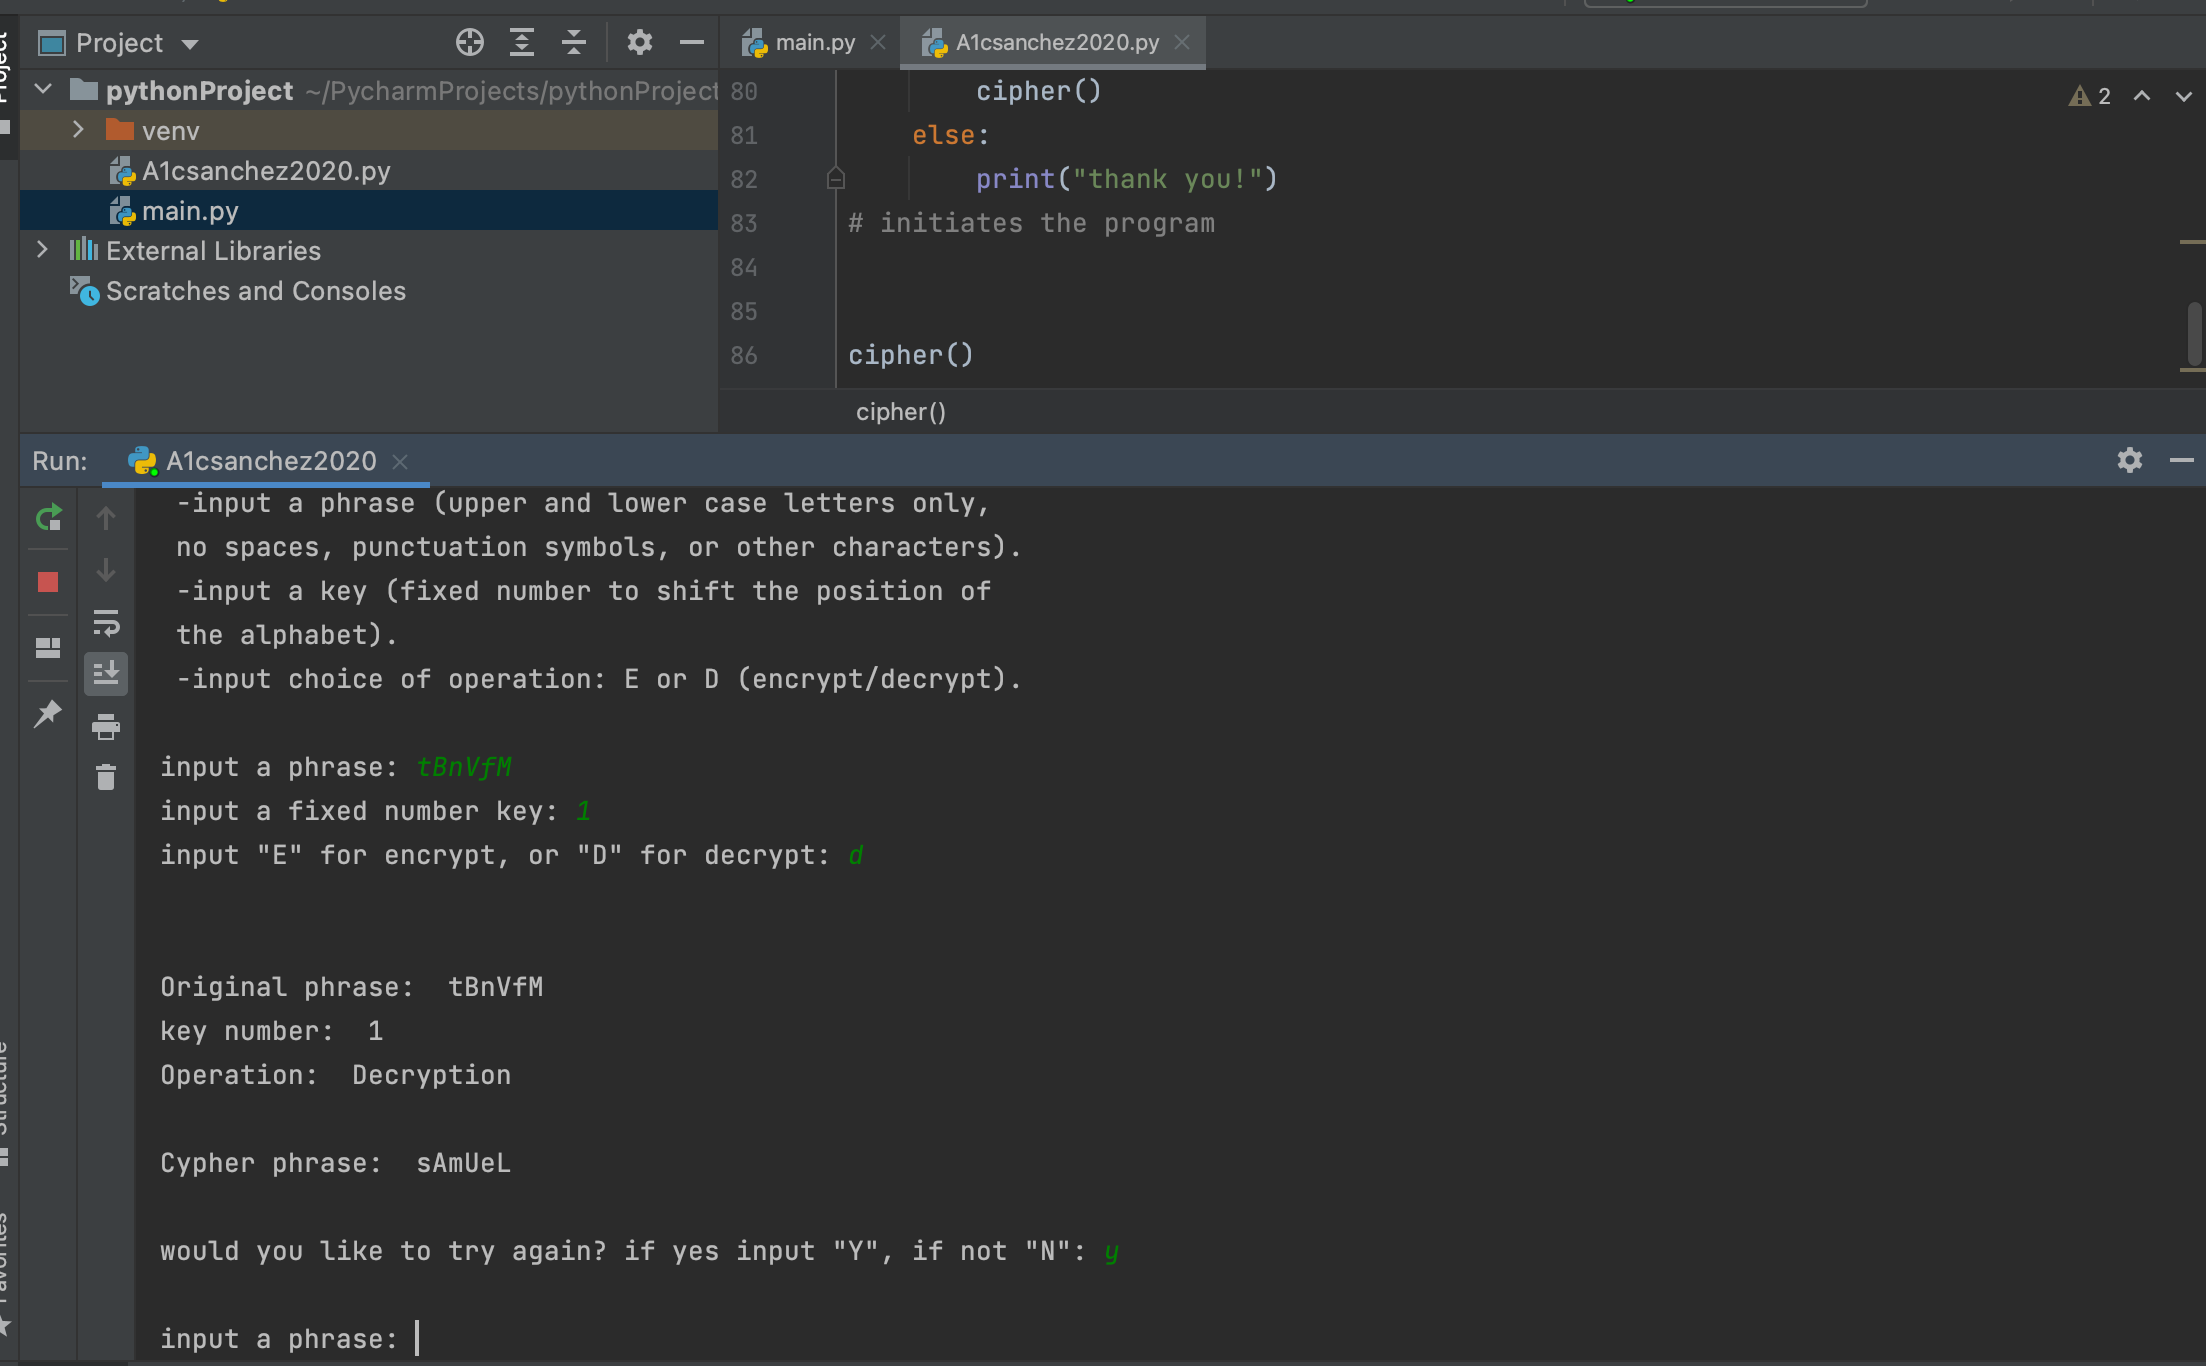 Project
Project
main.py
A1csanchez2020.py
pythonProject ~/PycharmProjects/pythonProject
venv
A1csanchez2020.py
main.py
External Libraries
Scratches and Consoles
80 cipher()
2
81 else:
82 print("thank you!")
83 # initiates the program
84
85
86 cipher()
cipher()
Run: A1csanchez2020
-input a phrase (upper and lower case letters only,
no spaces, punctuation symbols, or other characters).
-input a key (fixed number to shift the position of
the alphabet).
-input choice of operation: E or D (encrypt/decrypt).
input a phrase: tBnVfM
input a fixed number key: 1
input "E" for encrypt, or "D" for decrypt: d
Original phrase:  tBnVfM
key number:  1
Operation:  Decryption
Cypher phrase:  sAmUeL
would you like to try again? if yes input "Y", if not "N": y
input a phrase:
Structure
Favorites